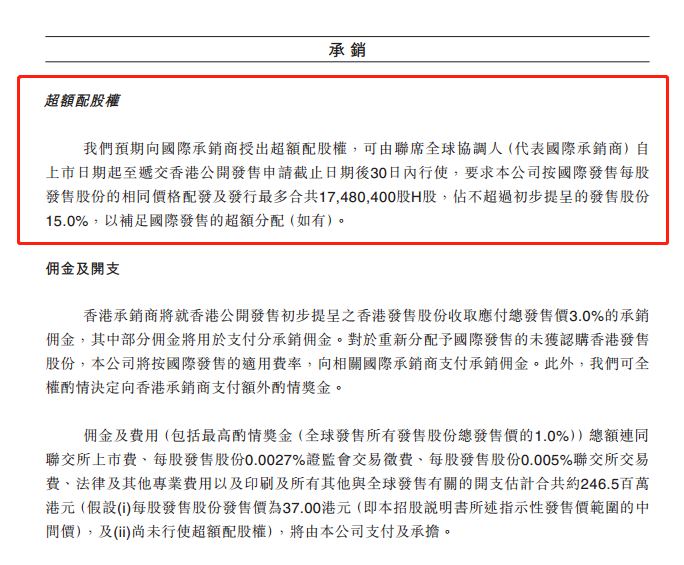 承銷
超額配股權
我們預期向國際承銷商授出超額配股權，可由聯席全球協調人（代表國際承銷商）自
上市日期起至遞交香港公開發售申請截止日期後30日內行使，要求本公司按國際發售每股
發售股份的相同價格配發及發行最多合共17,480,400股H股，佔不超過初步提呈的發售股份
15.0%，以補足國際發售的超額分配（如有）。
佣金及開支
香港承銷商將就香港公開發售初步提呈之香港發售股份收取應付總發售價3.0%的承銷
佣金，其中部分佣金將用於支付分承銷佣金。對於重新分配予國際發售的未獲認購香港發售
股份，本公司將按國際發售的適用費率，向相關國際承銷商支付承銷佣金。此外，我們可全
權酌情決定向香港承銷商支付額外酌情獎金。
佣金及費用（包括最高酌情獎金（全球發售所有發售股份總發售價的1.0%））總額連同
聯交所上市費、每股發售股份0.0027%證監會交易徵費、每股發售股份0.005%聯交所交易
費、法律及其他專業費用以及印刷及所有其他與全球發售有關的開支估計合共約246.5百萬
港元（假設(i)每股發售股份發售價為37.00港元（即本招股説明書所述指示性發售價範圍的中
間價），及(ii)尚未行使超額配股權），將由本公司支付及承擔。